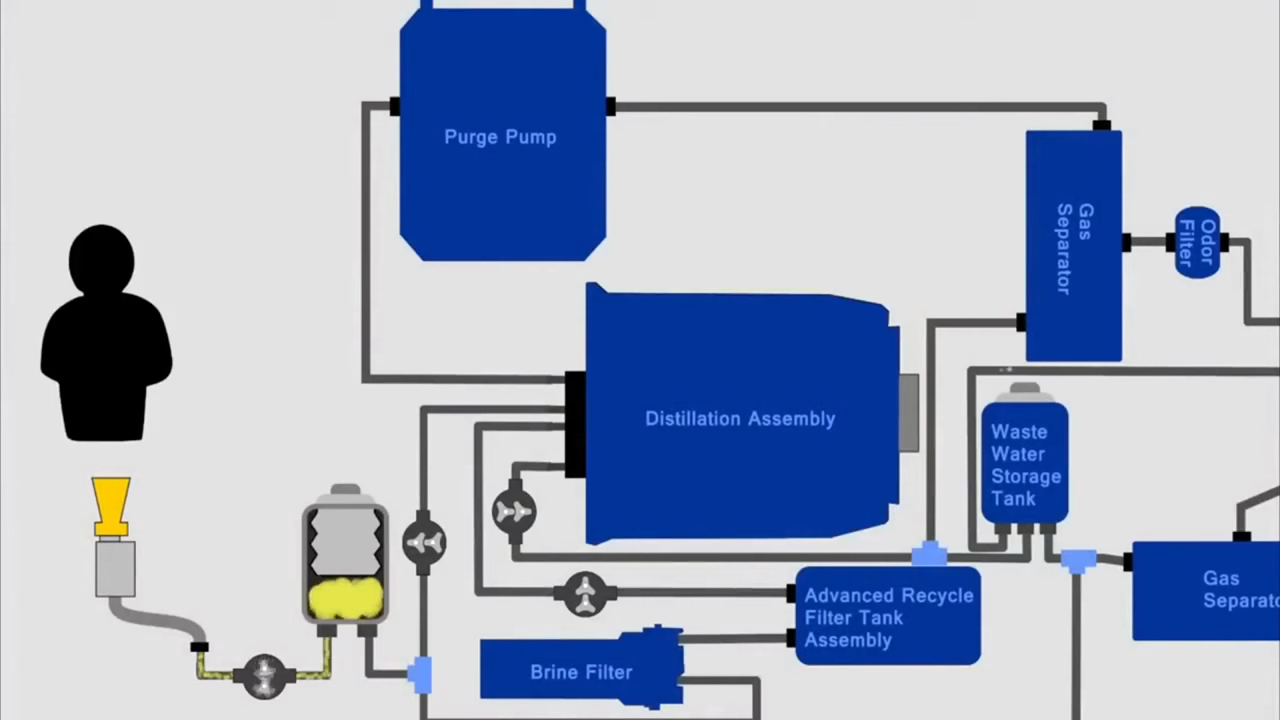 Purge Pump
Gas
Separator
Odor
Filter
Distillation Assembly
Waste
Water
Storage
Tank
Advanced Recycle
Filter Tank
Assembly
Gas
Separato
Brine Filter